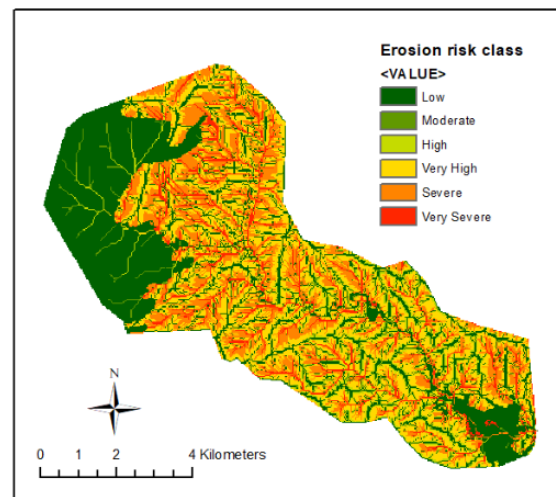 Erosion risk class
<VALUE>
Low
Moderate
High
Very High
Severe
Very Severe
N
0 1 2 4 Kilometers